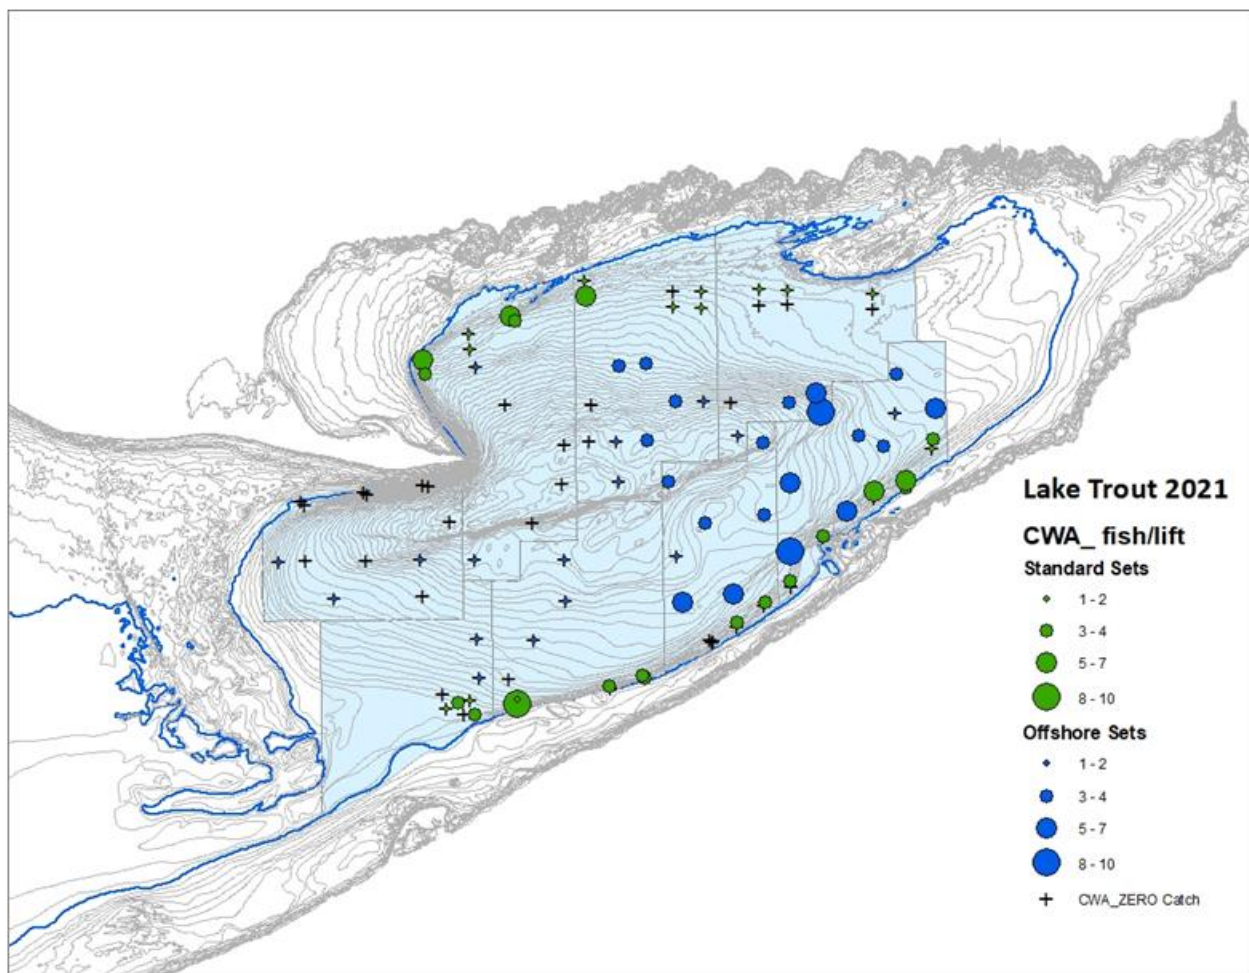 Lake Trout 2021
CWA_ fish/lift
Standard Sets
1 - 2
3 - 4
5 - 7
8 - 10
Offshore Sets
1 - 2
3 - 4
5 - 7
8 - 10
CWA_ZERO Catch